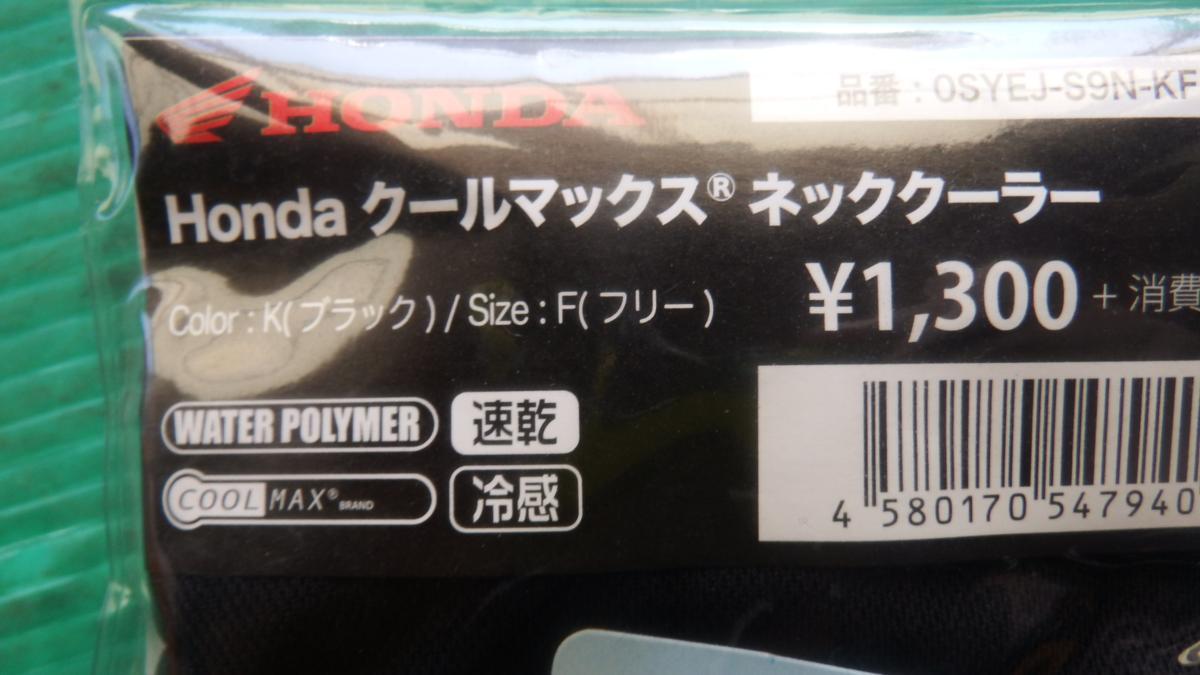 HONDA
品番 : 0SYEJ-S9N-KF
Honda クールマックス® ネッククーラー
Color : K(ブラック) / Size : F(フリー)
¥1,300 + 消費
WATER POLYMER
速乾
COOLMAX® BRAND
冷感
4 580170 547940